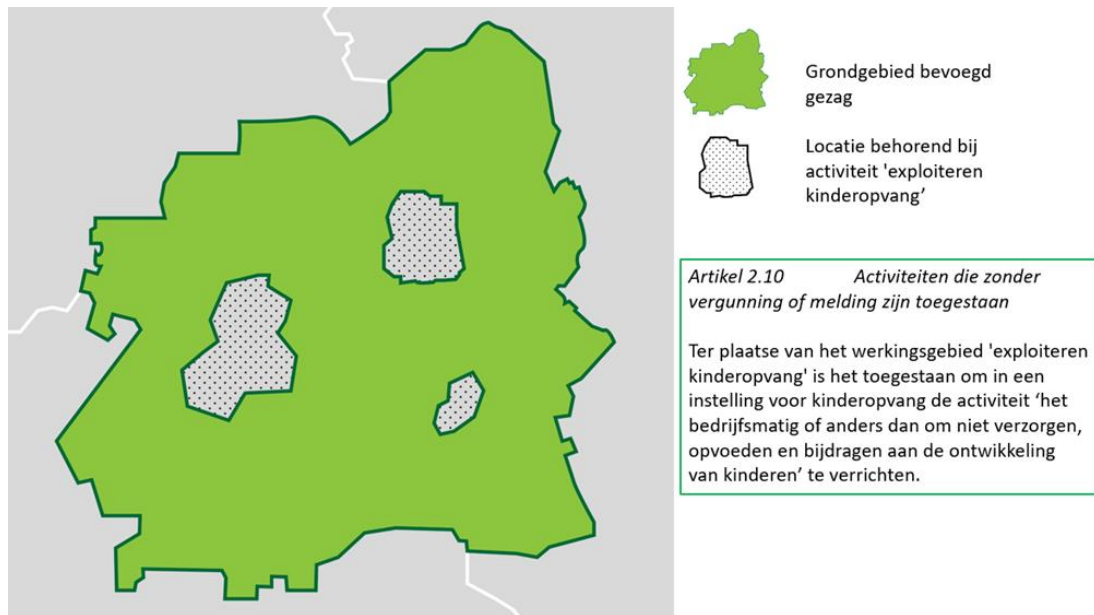 Grondgebied bevoegd
gezag
Locatie behorend bij
activiteit 'exploiteren
kinderopvang’
Artikel 2.10 Activiteiten die zonder
vergunning of melding zijn toegestaan
Ter plaatse van het werkingsgebied 'exploiteren
kinderopvang' is het toegestaan om in een
instelling voor kinderopvang de activiteit ‘het
bedrijfsmatig of anders dan om niet verzorgen,
opvoeden en bijdragen aan de ontwikkeling
van kinderen’ te verrichten.